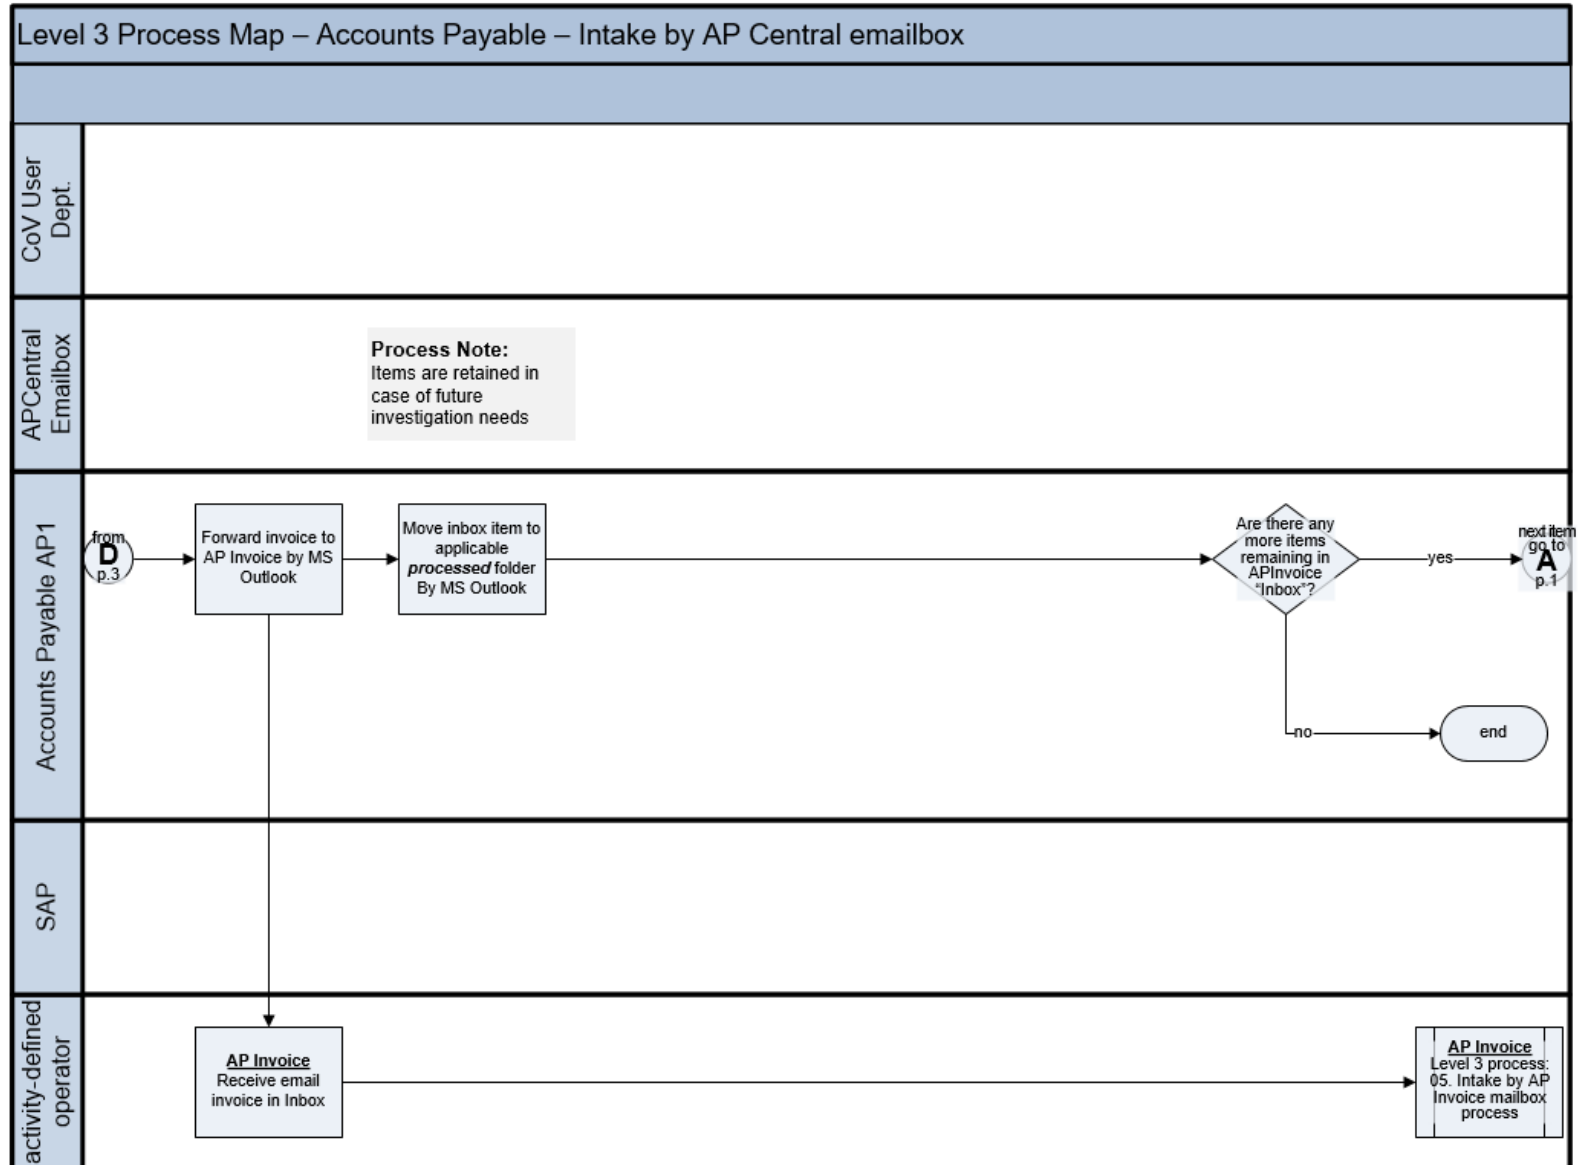 Level 3 Process Map – Accounts Payable – Intake by AP Central emailbox
CoV User
Dept.
APCentral
Emailbox
Process Note:
Items are retained in
case of future
investigation needs
Accounts Payable AP1
from
D
p.3
Forward invoice to
AP Invoice by MS
Outlook
Move inbox item to
applicable
processed folder
By MS Outlook
Are there any
more items
remaining in
APInvoice
“Inbox”?
yes
next item
go to
A
p.1
no
end
SAP
activity-defined
operator
AP Invoice
Receive email
invoice in Inbox
AP Invoice
Level 3 process:
05. Intake by AP
Invoice mailbox
process